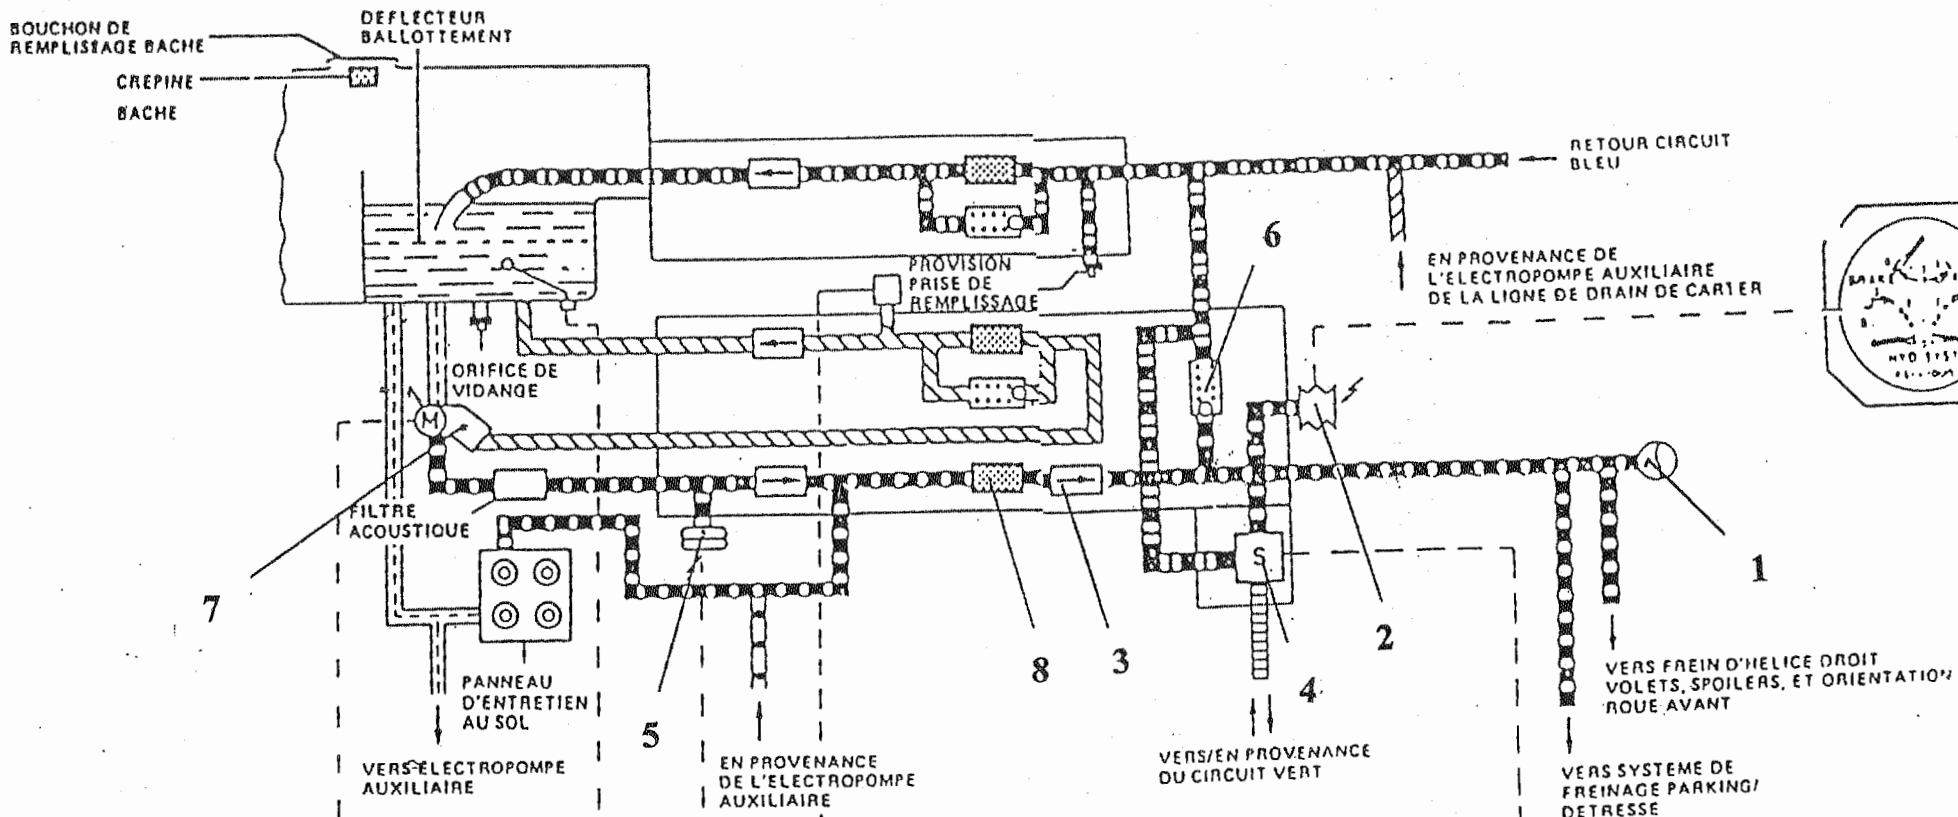 BOUCHON DE
REMPLISSAGE BACHE
CREPINE
BACHE
DEFLECTEUR
BALLOTTEMENT
RETOUR CIRCUIT
BLEU
6
EN PROVENANCE DE
L'ELECTROPOMPE AUXILIAIRE
DE LA LIGNE DE DRAIN DE CARTER
PROVISION
PRISE DE
REMPLISSAGE
ORIFICE DE
VIDANGE
M
FILTRE
ACOUSTIQUE
S
7
5
8
3
4
2
1
PANNEAU
D'ENTRETIEN
AU SOL
VERS ELECTROPOMPE
AUXILIAIRE
EN PROVENANCE
DE L'ELECTROPOMPE
AUXILIAIRE
VERS/EN PROVENANCE
DU CIRCUIT VERT
VERS FREIN D'HELICE DROIT
VOLETS, SPOILERS, ET ORIENTATION
ROUE AVANT
VERS SYSTEME DE
FREINAGE PARKING/
DETRESSE